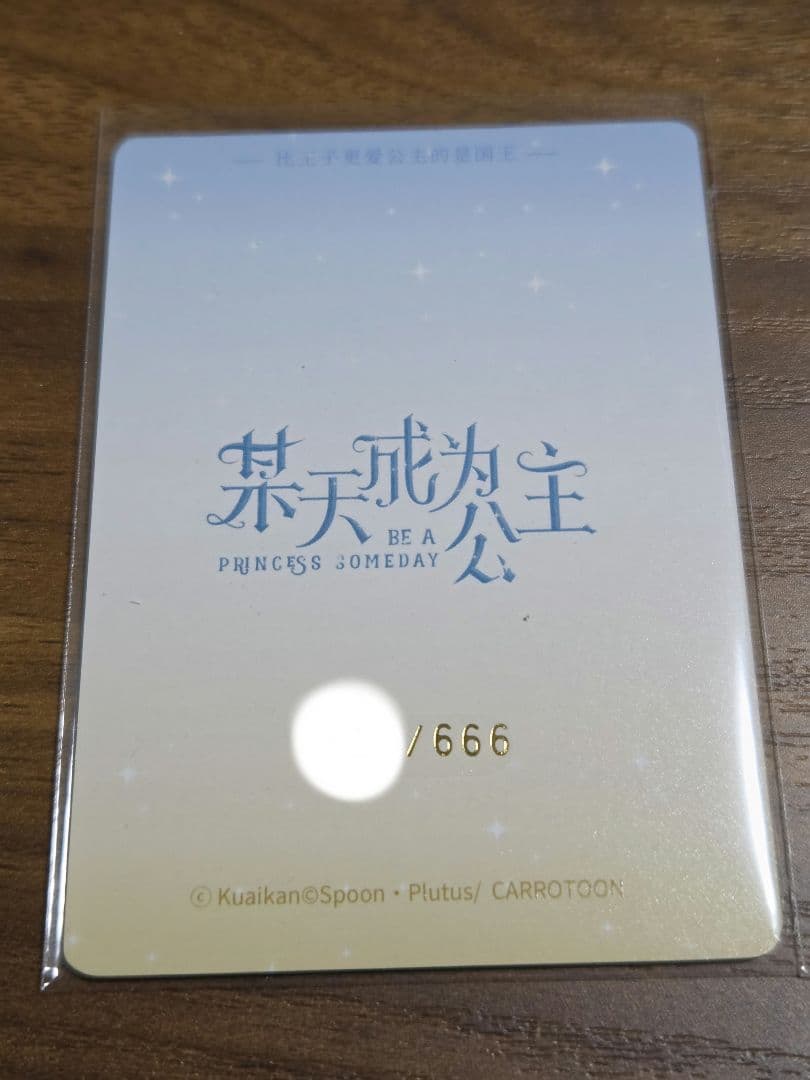 — 比王子更爱公主的是国王 —
某天成为公主
BE A
PRINCESS SOMEDAY
/666
ⓒ Kuaikan©Spoon・Plutus/ CARROTOON